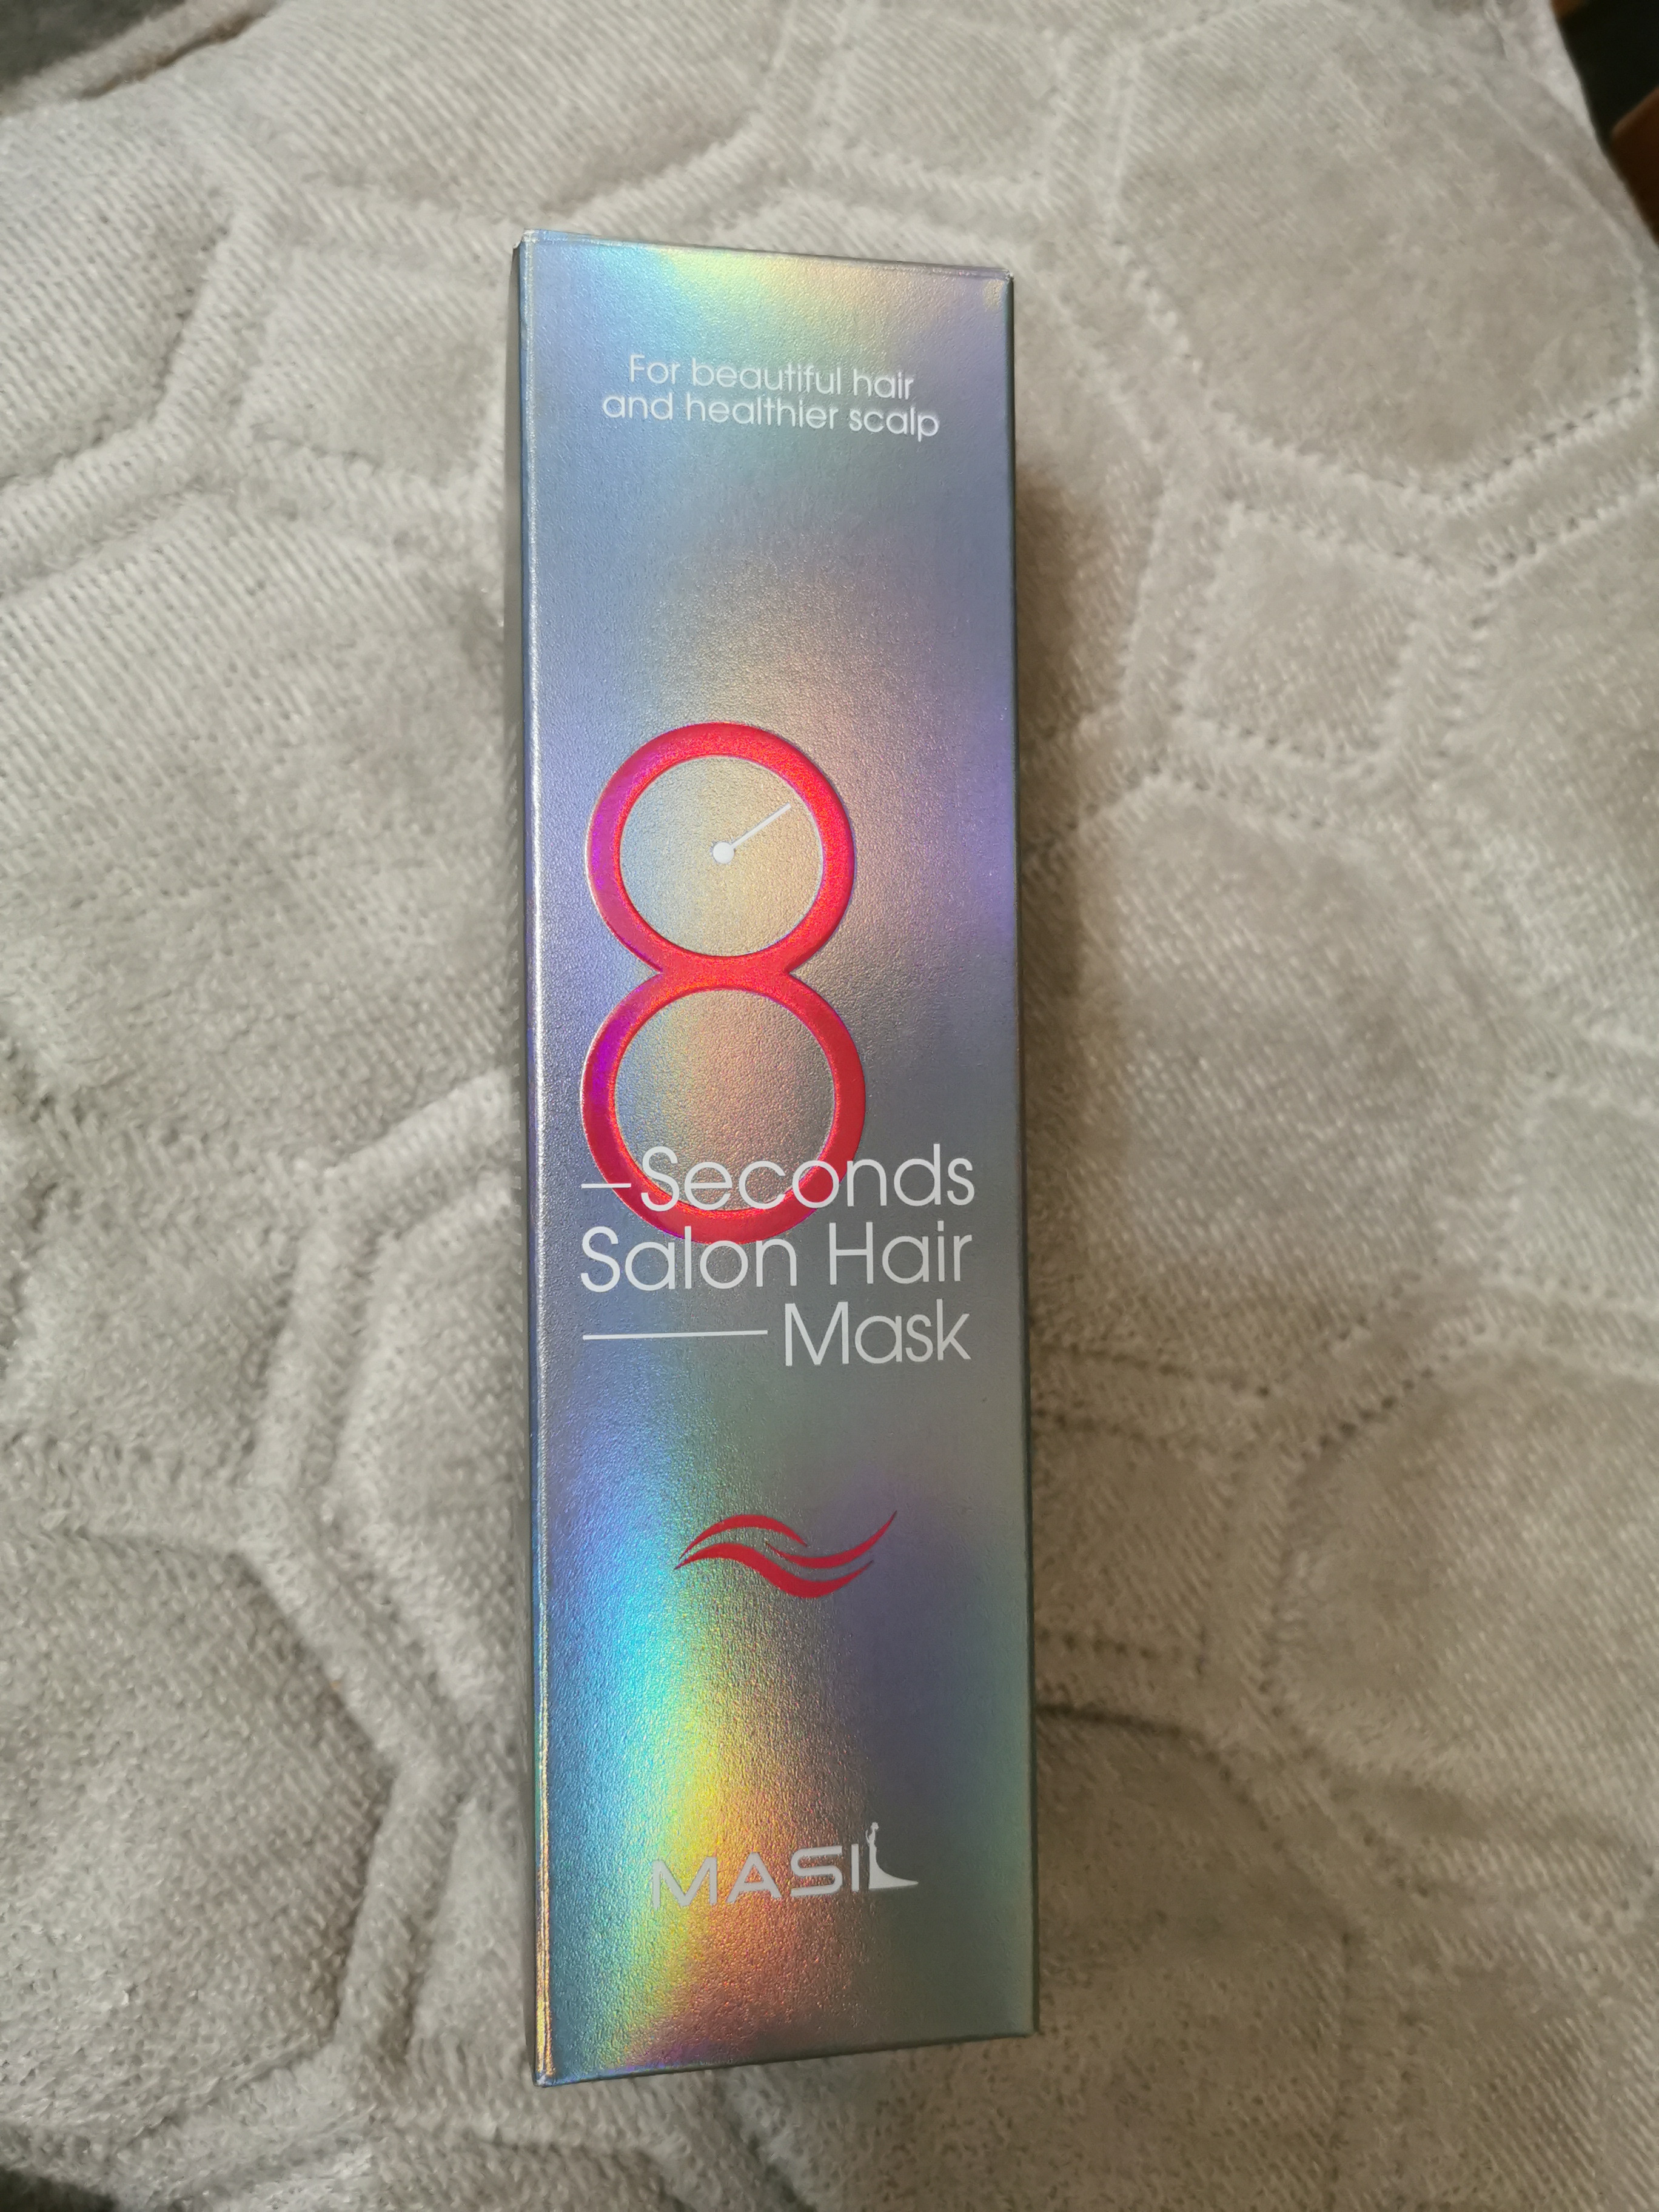 For beautiful hair
and healthier scalp
8
Seconds
Salon Hair
Mask
MASIL